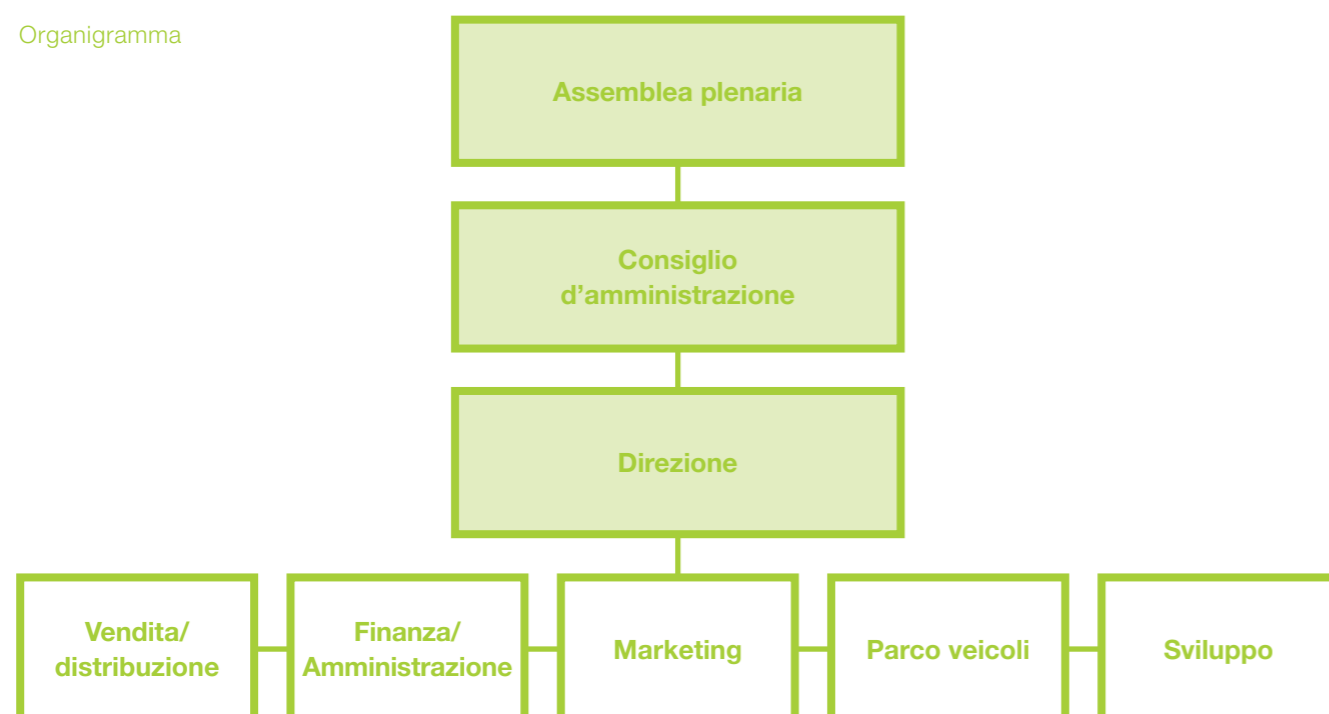 Organigramma
Assemblea plenaria
Consiglio
d’amministrazione
Direzione
Vendita/
distribuzione
Finanza/
Amministrazione
Marketing
Parco veicoli
Sviluppo